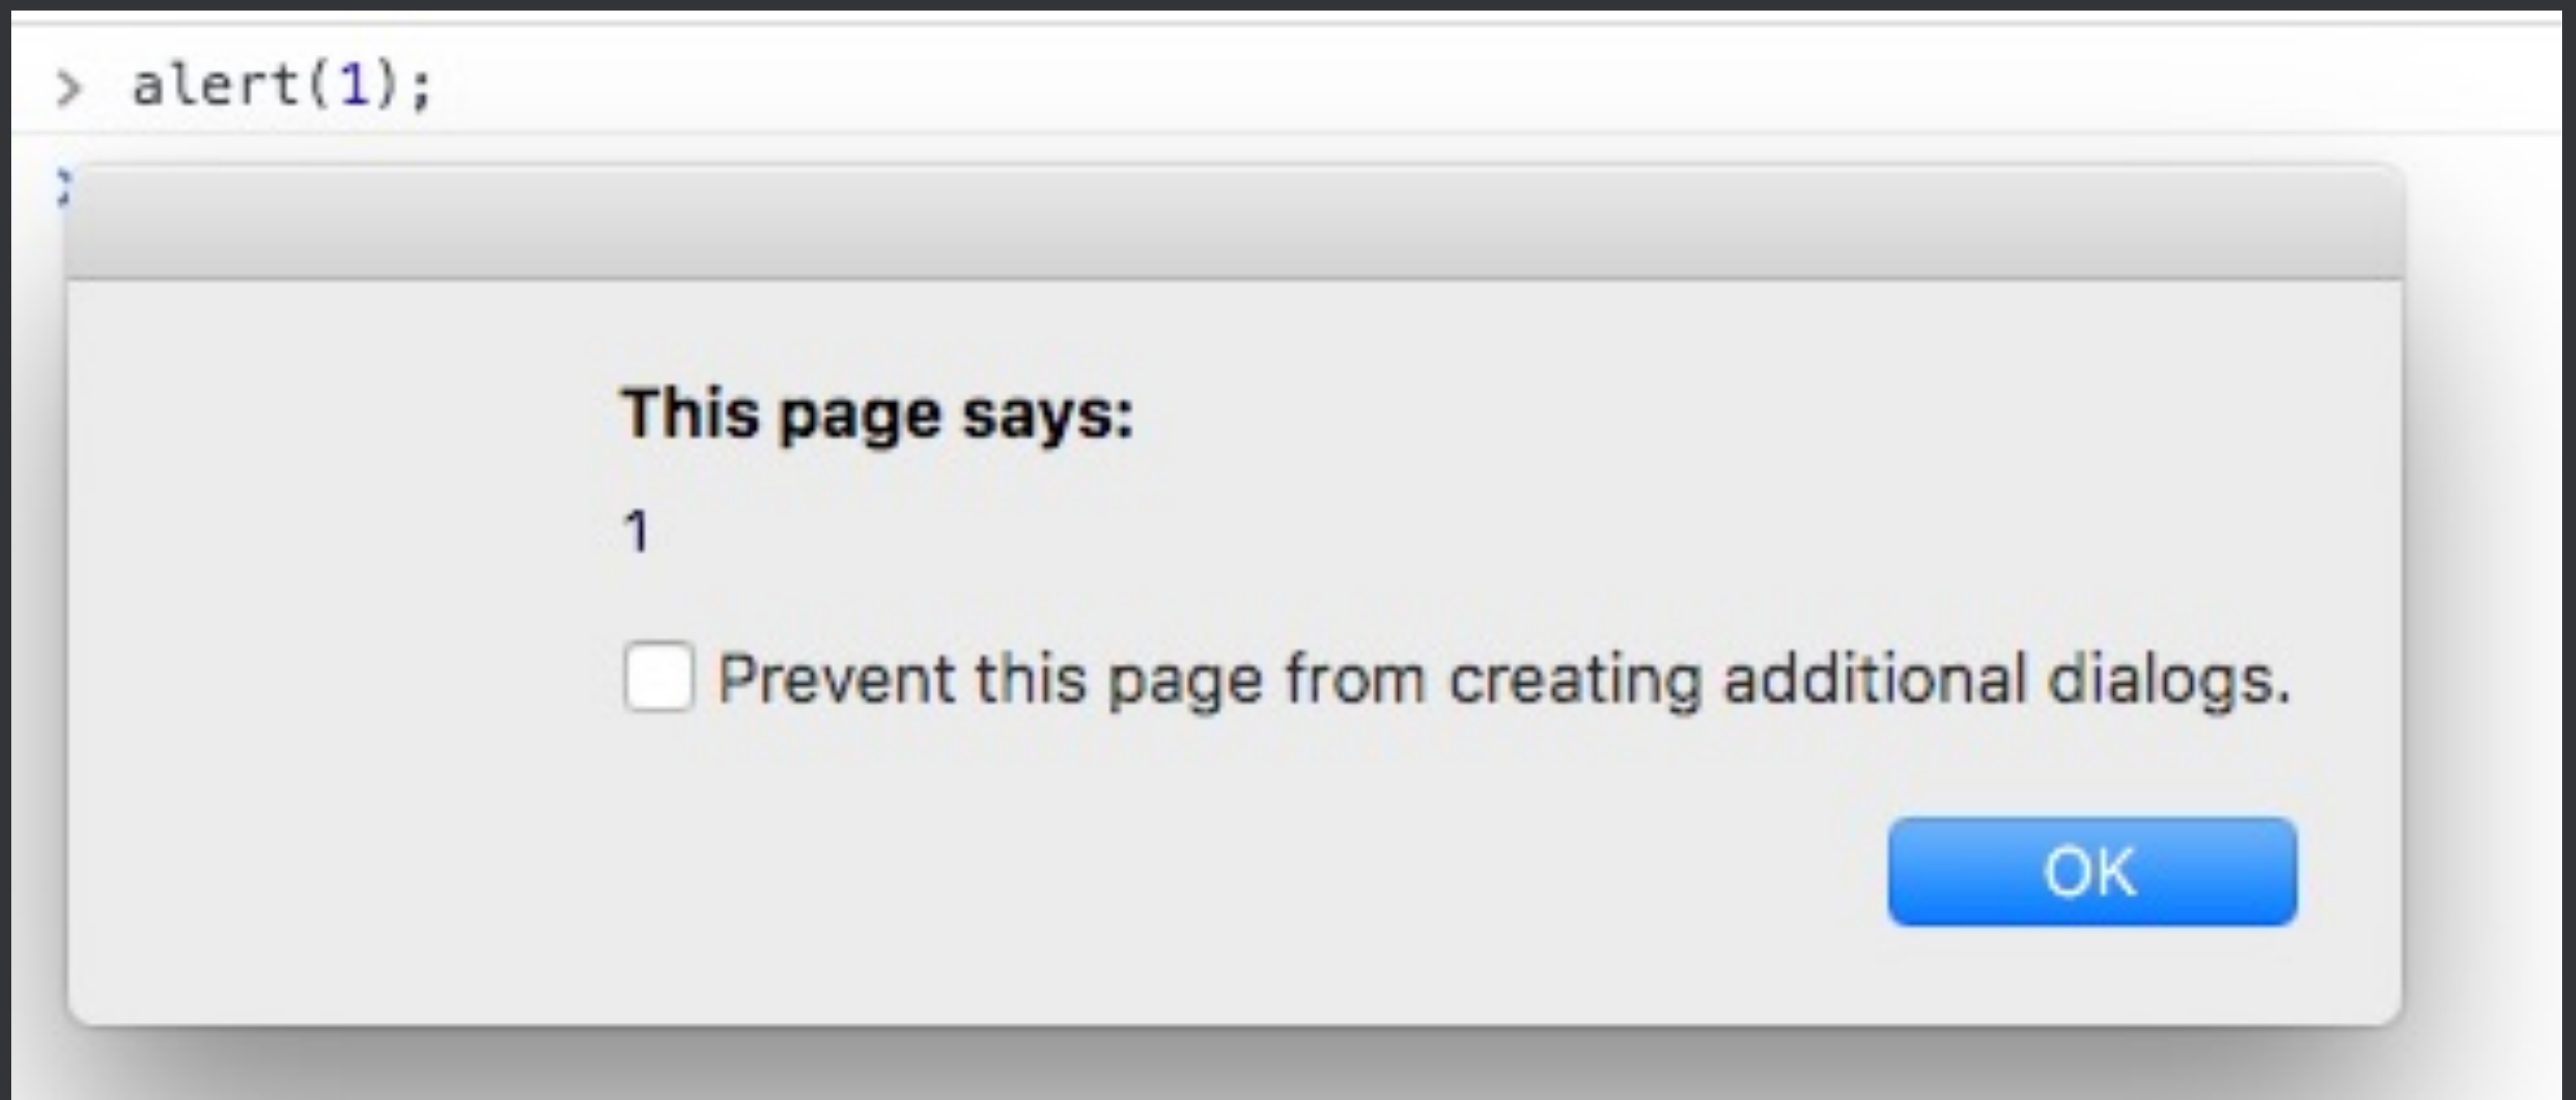 > alert(1);
This page says:
1
Prevent this page from creating additional dialogs.
OK